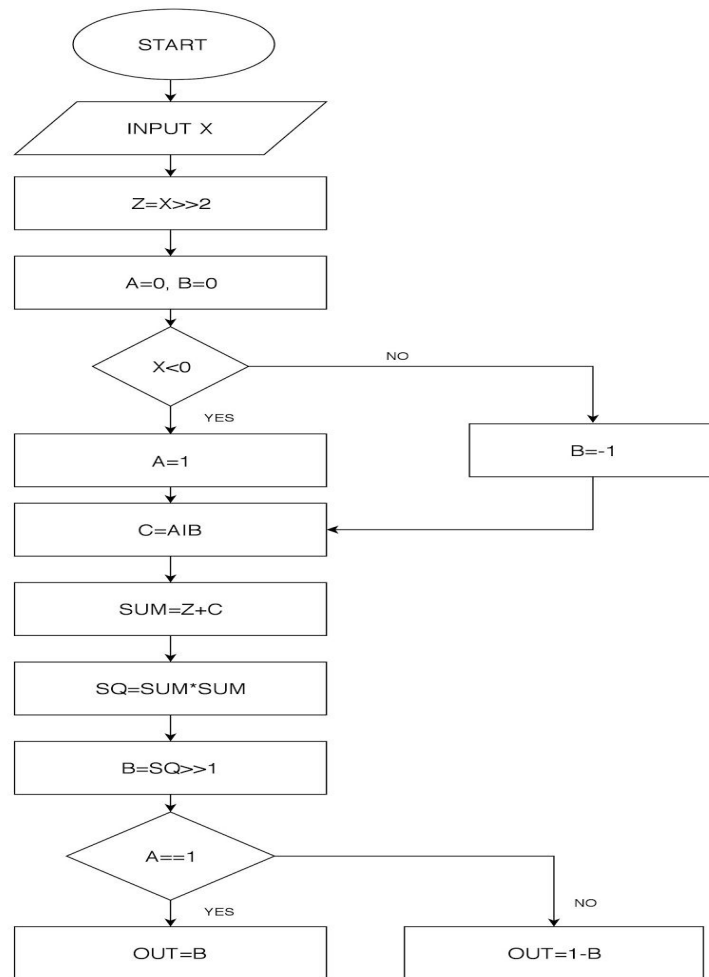 START
INPUT X
Z=X>>2
A=0, B=0
X<0
NO
YES
B=-1
A=1
C=AIB
SUM=Z+C
SQ=SUM*SUM
B=SQ>>1
A==1
YES
NO
OUT=B
OUT=1-B